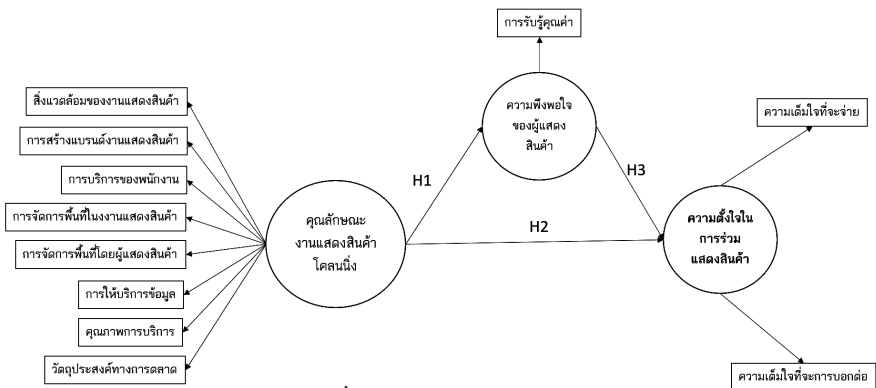 การรับรู้คุณค่า
สิ่งแวดล้อมของงานแสดงสินค้า
การสร้างแบรนด์งานแสดงสินค้า
การบริการของพนักงาน
การจัดการพื้นที่ในงงานแสดงสินค้า
การจัดการพื้นที่โดยผู้แสดงสินค้า
การให้บริการข้อมูล
คุณภาพการบริการ
วัตถุประสงค์ทางการตลาด
คุณลักษณะ
งานแสดงสินค้า
โคลนนิ่ง
H1
ความพึงพอใจ
ของผู้แสดง
สินค้า
H2
H3
ความเต็มใจที่จะจ่าย
ความตั้งใจใน
การร่วม
แสดงสินค้า
ความเต็มใจที่จะการบอกต่อ